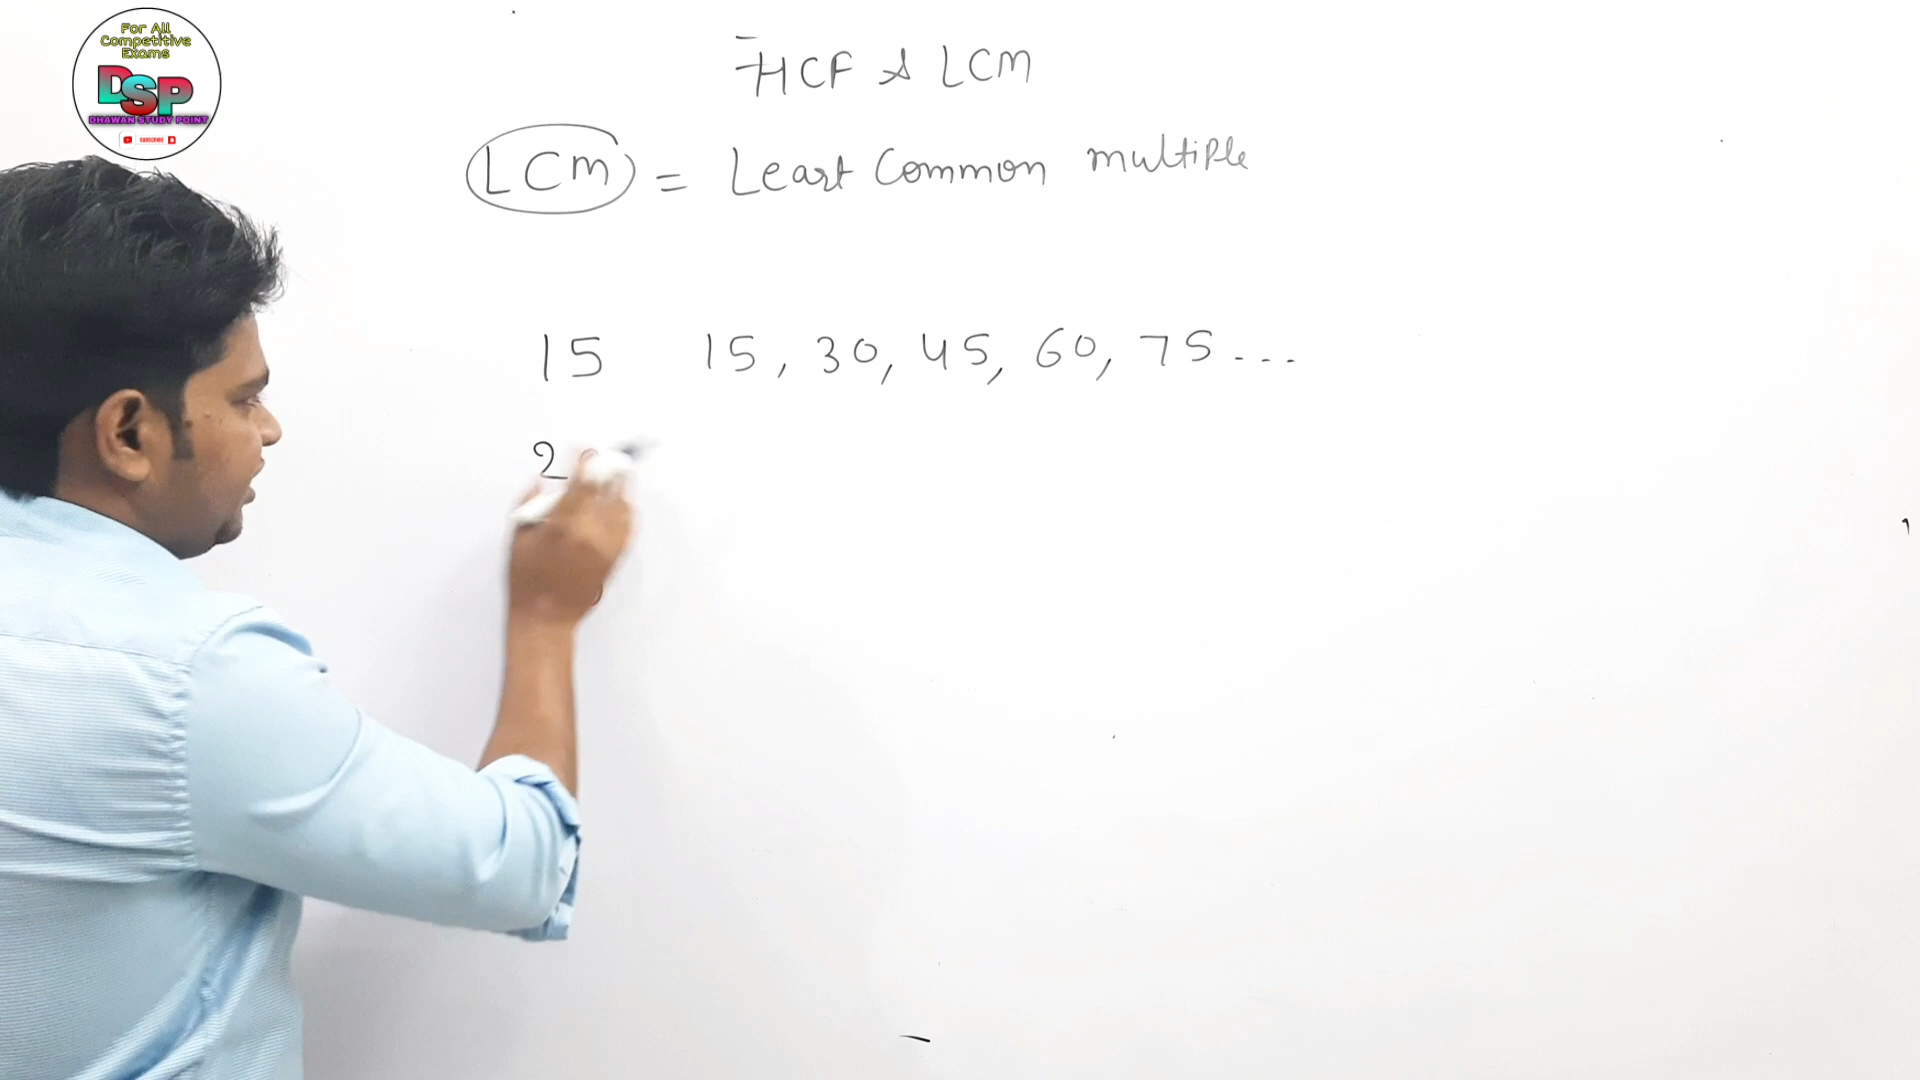 For All
Competitive
Exams
DSP
DHAWAN STUDY POINT
SUBSCRIBE
HCF & LCM
LCM = Least Common multiple
15 15, 30, 45, 60, 75...
2